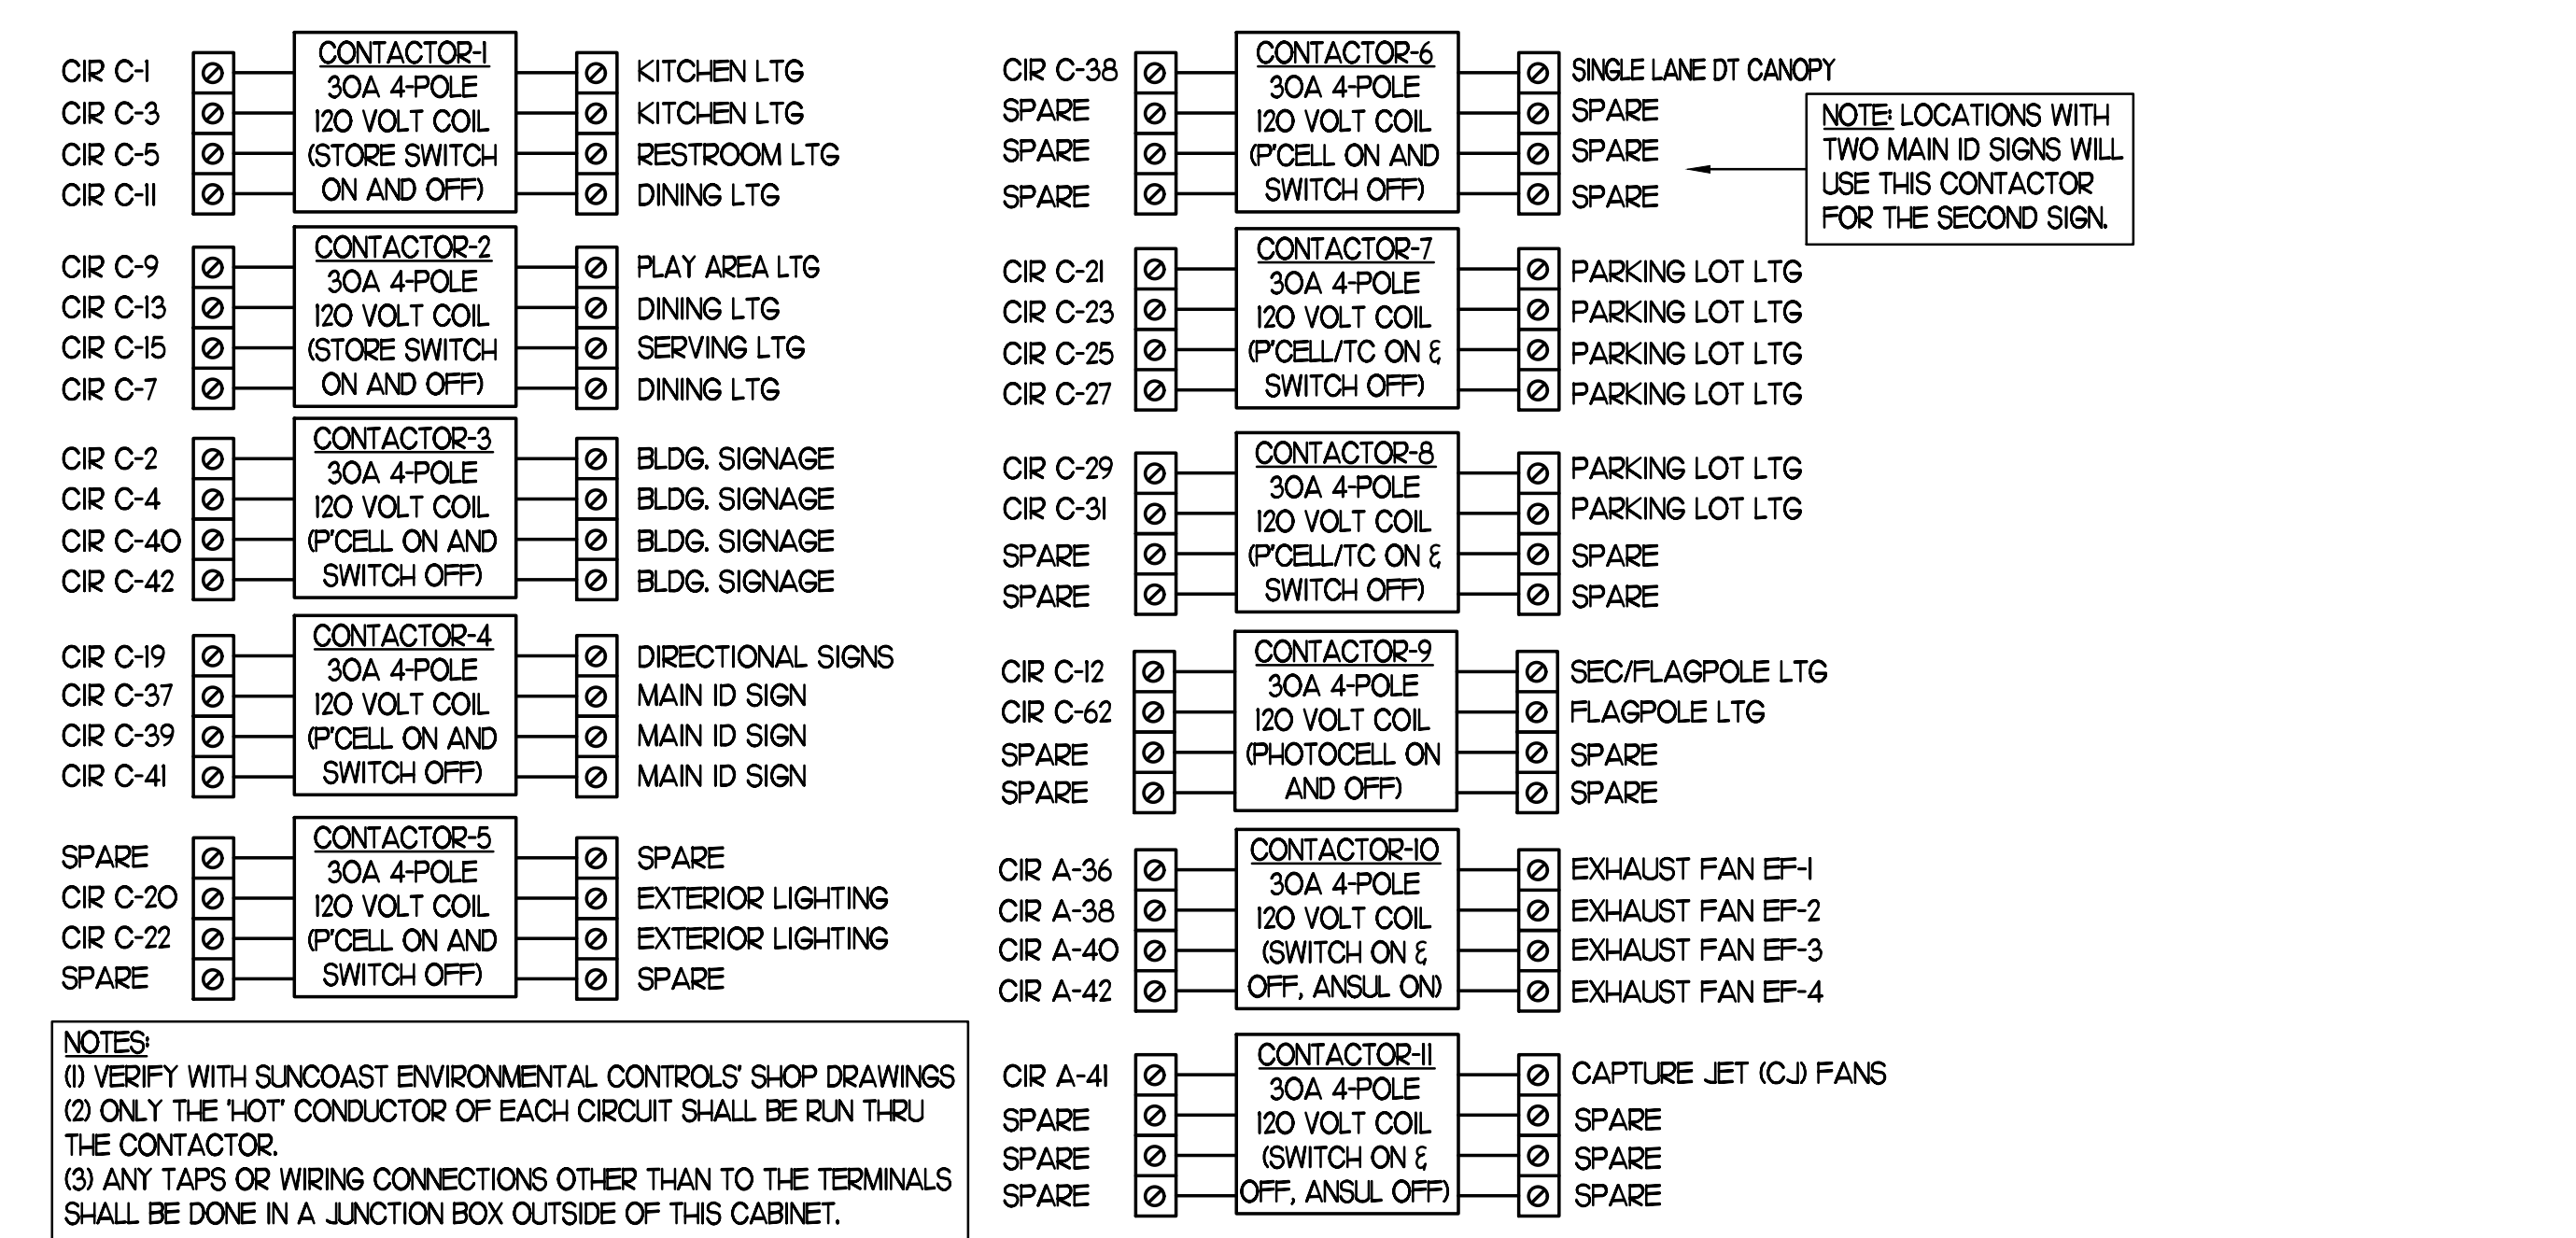 CIR C-1
CIR C-3
CIR C-5
CIR C-11
CONTACTOR-1
30A 4-POLE
120 VOLT COIL
(STORE SWITCH
ON AND OFF)
KITCHEN LTG
KITCHEN LTG
RESTROOM LTG
DINING LTG
CIR C-9
CIR C-13
CIR C-15
CIR C-7
CONTACTOR-2
30A 4-POLE
120 VOLT COIL
(STORE SWITCH
ON AND OFF)
PLAY AREA LTG
DINING LTG
SERVING LTG
DINING LTG
CIR C-2
CIR C-4
CIR C-40
CIR C-42
CONTACTOR-3
30A 4-POLE
120 VOLT COIL
(P'CELL ON AND
SWITCH OFF)
BLDG. SIGNAGE
BLDG. SIGNAGE
BLDG. SIGNAGE
BLDG. SIGNAGE
CIR C-19
CIR C-37
CIR C-39
CIR C-41
CONTACTOR-4
30A 4-POLE
120 VOLT COIL
(P'CELL ON AND
SWITCH OFF)
DIRECTIONAL SIGNS
MAIN ID SIGN
MAIN ID SIGN
MAIN ID SIGN
SPARE
CIR C-20
CIR C-22
SPARE
CONTACTOR-5
30A 4-POLE
120 VOLT COIL
(P'CELL ON AND
SWITCH OFF)
SPARE
EXTERIOR LIGHTING
EXTERIOR LIGHTING
SPARE
NOTES:
(1) VERIFY WITH SUNCOAST ENVIRONMENTAL CONTROLS' SHOP DRAWINGS
(2) ONLY THE 'HOT' CONDUCTOR OF EACH CIRCUIT SHALL BE RUN THRU
THE CONTACTOR.
(3) ANY TAPS OR WIRING CONNECTIONS OTHER THAN TO THE TERMINALS
SHALL BE DONE IN A JUNCTION BOX OUTSIDE OF THIS CABINET.
CIR C-38
SPARE
SPARE
SPARE
CONTACTOR-6
30A 4-POLE
120 VOLT COIL
(P'CELL ON AND
SWITCH OFF)
SINGLE LANE DT CANOPY
SPARE
SPARE
SPARE
NOTE: LOCATIONS WITH
TWO MAIN ID SIGNS WILL
USE THIS CONTACTOR
FOR THE SECOND SIGN.
CIR C-21
CIR C-23
CIR C-25
CIR C-27
CONTACTOR-7
30A 4-POLE
120 VOLT COIL
(P'CELL/TC ON &
SWITCH OFF)
PARKING LOT LTG
PARKING LOT LTG
PARKING LOT LTG
PARKING LOT LTG
CIR C-29
CIR C-31
SPARE
SPARE
CONTACTOR-8
30A 4-POLE
120 VOLT COIL
(P'CELL/TC ON &
SWITCH OFF)
PARKING LOT LTG
PARKING LOT LTG
SPARE
SPARE
CIR C-12
CIR C-62
SPARE
SPARE
CONTACTOR-9
30A 4-POLE
120 VOLT COIL
(PHOTOCELL ON
AND OFF)
SEC/FLAGPOLE LTG
FLAGPOLE LTG
SPARE
SPARE
CIR A-36
CIR A-38
CIR A-40
CIR A-42
CONTACTOR-10
30A 4-POLE
120 VOLT COIL
(SWITCH ON &
OFF, ANSUL ON)
EXHAUST FAN EF-1
EXHAUST FAN EF-2
EXHAUST FAN EF-3
EXHAUST FAN EF-4
CIR A-41
SPARE
SPARE
SPARE
CONTACTOR-11
30A 4-POLE
120 VOLT COIL
(SWITCH ON &
OFF, ANSUL OFF)
CAPTURE JET (CJ) FANS
SPARE
SPARE
SPARE